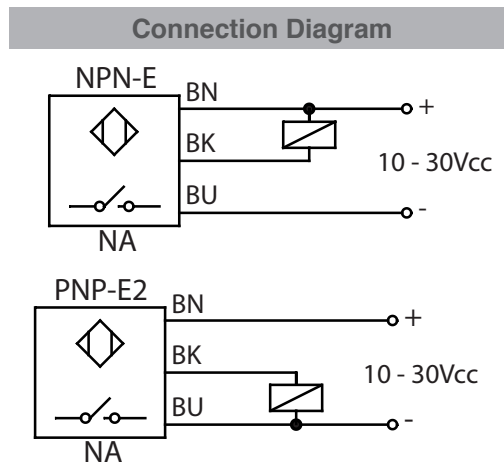 Connection Diagram
NPN-E
BN
+
BK
10 - 30Vcc
BU
-
NA
PNP-E2
BN
+
BK
10 - 30Vcc
BU
-
NA